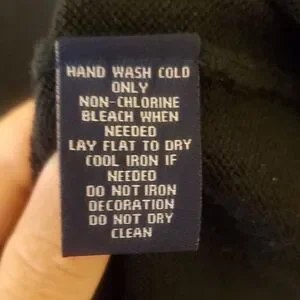 HAND WASH COLD
ONLY
NON-CHLORINE
BLEACH WHEN
NEEDED
LAY FLAT TO DRY
COOL IRON IF
NEEDED
DO NOT IRON
DECORATION
DO NOT DRY
CLEAN